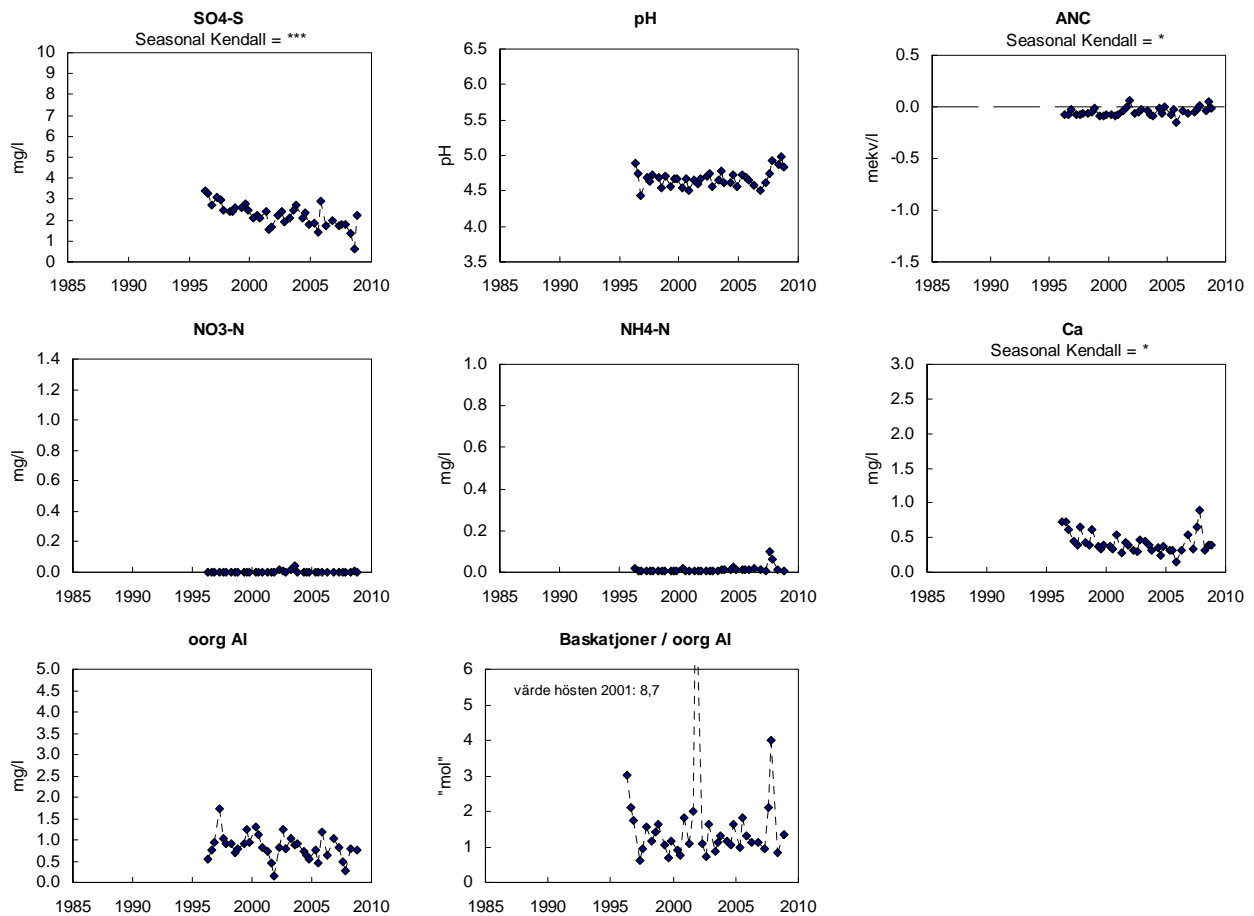 SO4-S
Seasonal Kendall = ***
10
9
8
7
6
5
4
3
2
1
0
mg/l
1985 1990 1995 2000 2005 2010
pH
6.5
6.0
5.5
5.0
4.5
4.0
3.5
pH
1985 1990 1995 2000 2005 2010
ANC
Seasonal Kendall = *
0.5
0.0
-0.5
-1.0
-1.5
mekv/l
1985 1990 1995 2000 2005 2010
NO3-N
1.4
1.2
1.0
0.8
0.6
0.4
0.2
0.0
mg/l
1985 1990 1995 2000 2005 2010
NH4-N
1.0
0.8
0.6
0.4
0.2
0.0
mg/l
1985 1990 1995 2000 2005 2010
Ca
Seasonal Kendall = *
3.0
2.5
2.0
1.5
1.0
0.5
0.0
mg/l
1985 1990 1995 2000 2005 2010
oorg Al
5.0
4.5
4.0
3.5
3.0
2.5
2.0
1.5
1.0
0.5
0.0
mg/l
1985 1990 1995 2000 2005 2010
Baskatjoner / oorg Al
värde hösten 2001: 8,7
6
5
4
3
2
1
0
"mol"
1985 1990 1995 2000 2005 2010